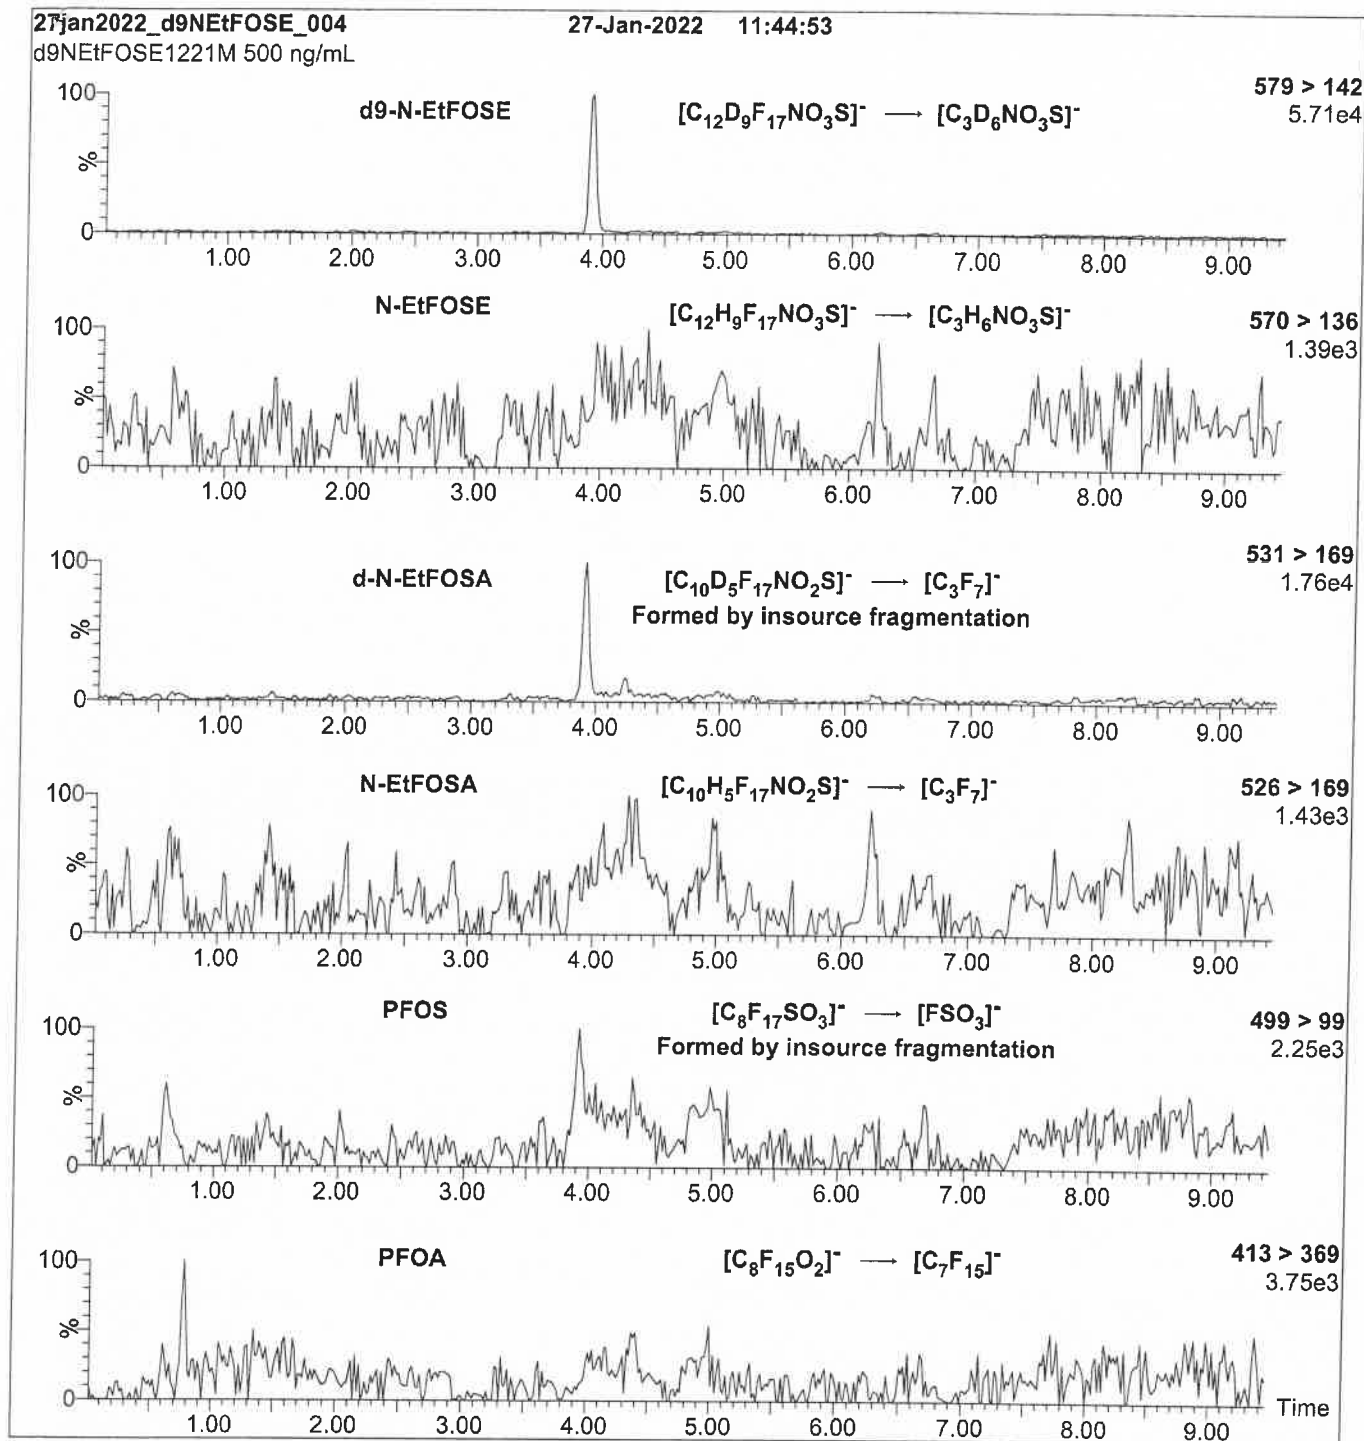 27jan2022_d9NEtFOSE_004 27-Jan-2022 11:44:53
d9NEtFOSE1221M 500 ng/mL
579 > 142
5.71e4
d9-N-EtFOSE [C12D9F17NO3S]- → [C3D6NO3S]-
100
%
0
1.00 2.00 3.00 4.00 5.00 6.00 7.00 8.00 9.00
N-EtFOSE [C12H9F17NO3S]- → [C3H6NO3S]-
570 > 136
1.39e3
100
%
0
1.00 2.00 3.00 4.00 5.00 6.00 7.00 8.00 9.00
531 > 169
1.76e4
d-N-EtFOSA [C10D5F17NO2S]- → [C3F7]-
Formed by insource fragmentation
100
%
0
1.00 2.00 3.00 4.00 5.00 6.00 7.00 8.00 9.00
N-EtFOSA [C10H5F17NO2S]- → [C3F7]-
526 > 169
1.43e3
100
%
0
1.00 2.00 3.00 4.00 5.00 6.00 7.00 8.00 9.00
PFOS [C8F17SO3]- → [FSO3]-
Formed by insource fragmentation
499 > 99
2.25e3
100
%
0
1.00 2.00 3.00 4.00 5.00 6.00 7.00 8.00 9.00
PFOA [C8F15O2]- → [C7F15]-
413 > 369
3.75e3
100
%
0
1.00 2.00 3.00 4.00 5.00 6.00 7.00 8.00 9.00
Time